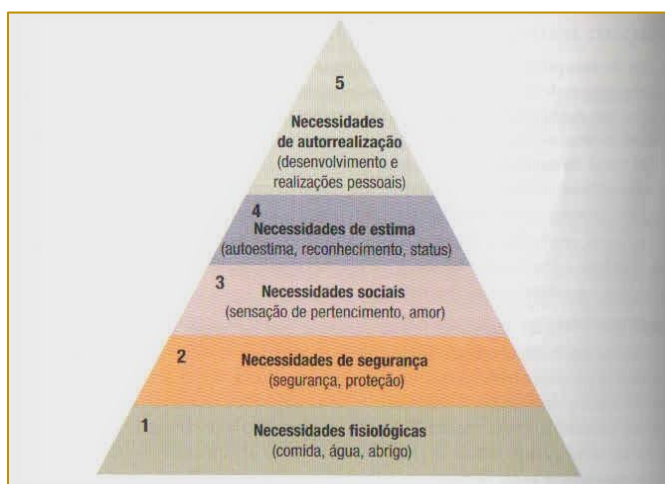 5
Necessidades
de autorrealização
(desenvolvimento e
realizações pessoais)
4
Necessidades de estima
(autoestima, reconhecimento, status)
3
Necessidades sociais
(sensação de pertencimento, amor)
2
Necessidades de segurança
(segurança, proteção)
1
Necessidades fisiológicas
(comida, água, abrigo)